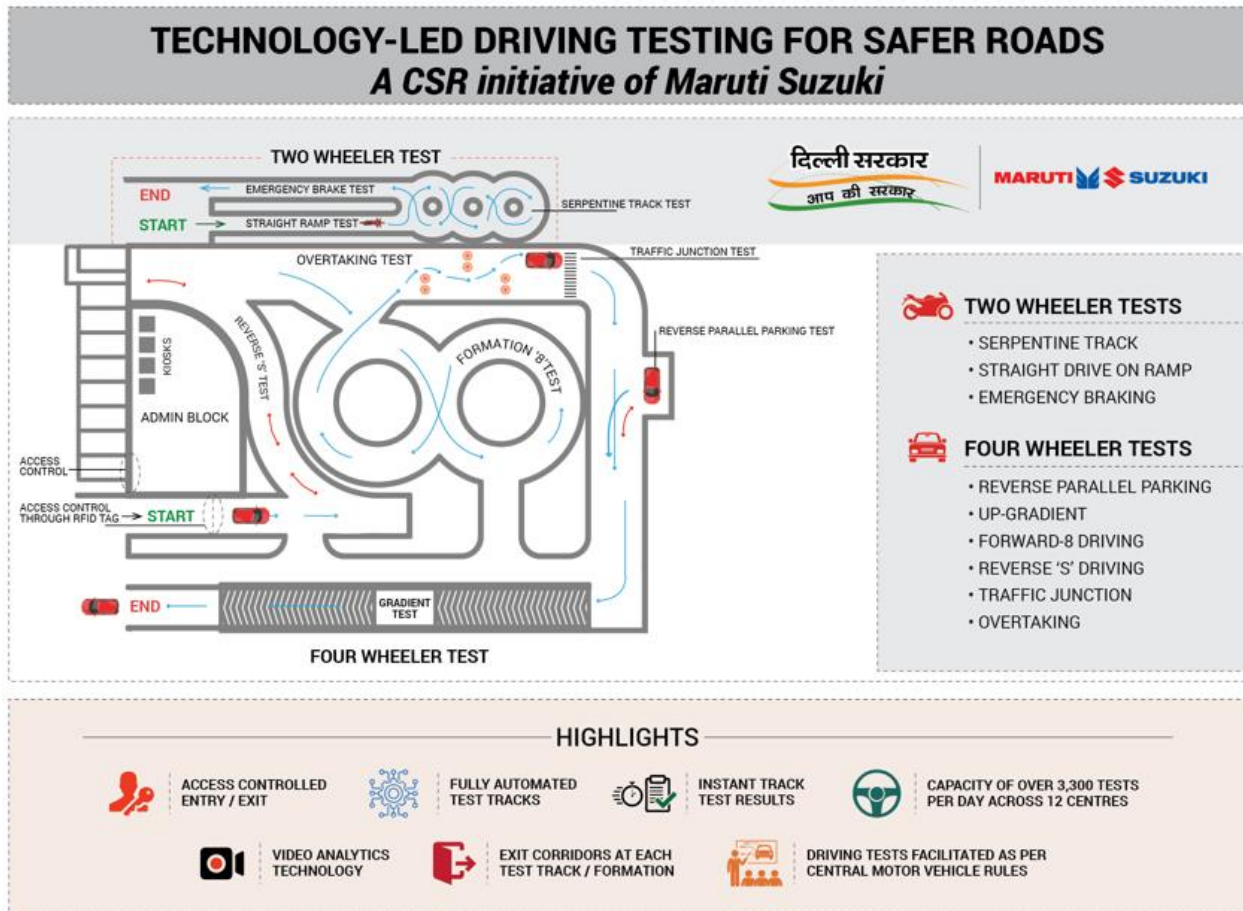 TECHNOLOGY-LED DRIVING TESTING FOR SAFER ROADS
A CSR initiative of Maruti Suzuki
TWO WHEELER TEST
END
EMERGENCY BRAKE TEST
START
STRAIGHT RAMP TEST
SERPENTINE TRACK TEST
दिल्ली सरकार
आप की सरकार
MARUTI SUZUKI
OVERTAKING TEST
TRAFFIC JUNCTION TEST
REVERSE PARALLEL PARKING TEST
REVERSE 'S' TEST
FORMATION '8' TEST
KIOSKS
ADMIN BLOCK
ACCESS
CONTROL
ACCESS CONTROL
THROUGH RFID TAG
START
END
GRADIENT
TEST
FOUR WHEELER TEST
TWO WHEELER TESTS
• SERPENTINE TRACK
• STRAIGHT DRIVE ON RAMP
• EMERGENCY BRAKING
FOUR WHEELER TESTS
• REVERSE PARALLEL PARKING
• UP-GRADIENT
• FORWARD-8 DRIVING
• REVERSE 'S' DRIVING
• TRAFFIC JUNCTION
• OVERTAKING
HIGHLIGHTS
ACCESS CONTROLLED
ENTRY / EXIT
FULLY AUTOMATED
TEST TRACKS
INSTANT TRACK
TEST RESULTS
CAPACITY OF OVER 3,300 TESTS
PER DAY ACROSS 12 CENTRES
VIDEO ANALYTICS
TECHNOLOGY
EXIT CORRIDORS AT EACH
TEST TRACK / FORMATION
DRIVING TESTS FACILITATED AS PER
CENTRAL MOTOR VEHICLE RULES